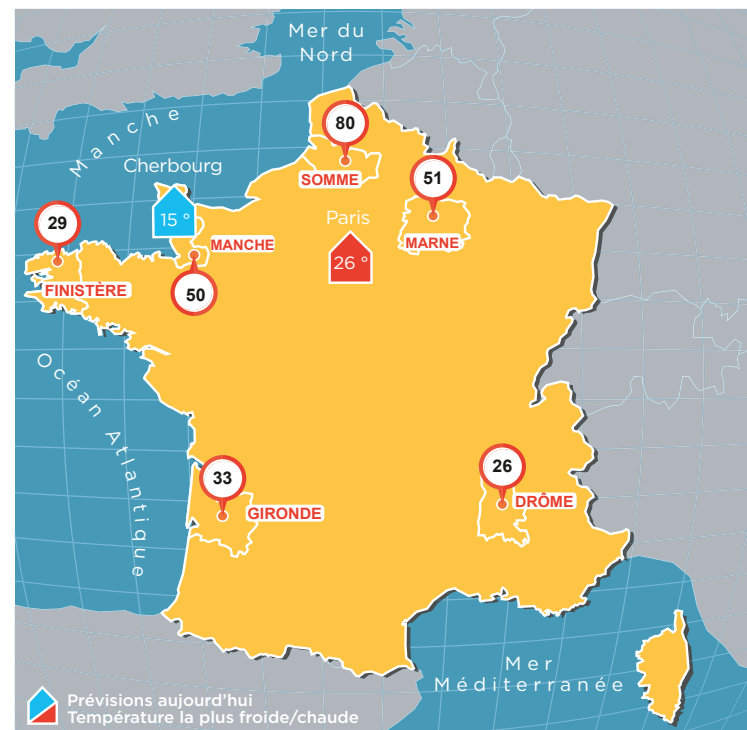 Mer du
Nord
Manche
80
Cherbourg
SOMME
51
15 °
29
Paris
MANCHE
MARNE
26 °
FINISTÈRE
50
Océan Atlantique
33
26
DRÔME
GIRONDE
Mer
Méditerranée
Prévisions aujourd'hui
Température la plus froide/chaude